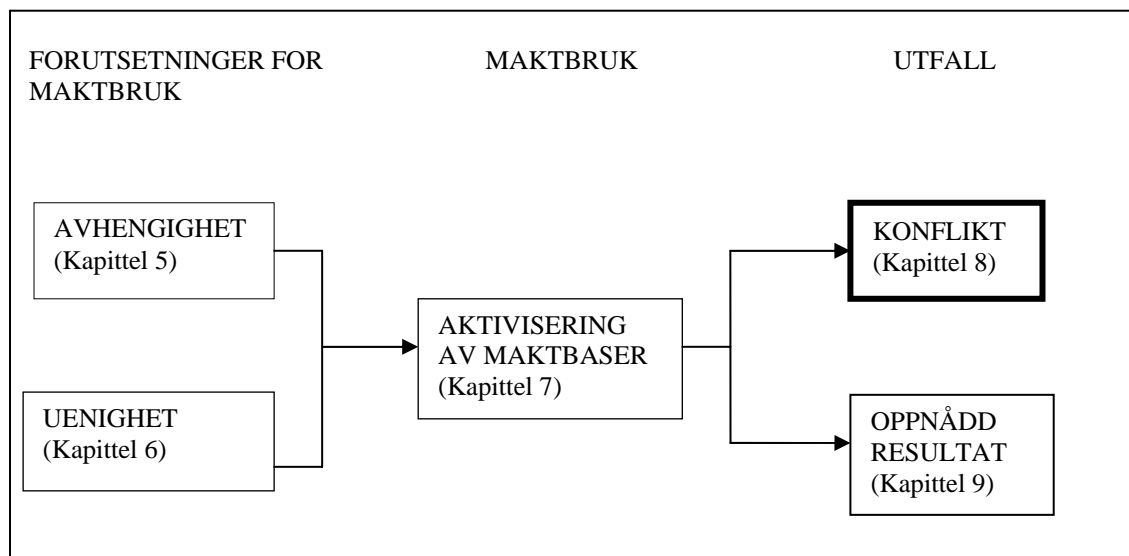 FORUTSETNINGER FOR
MAKTBRUK
MAKTBRUK
UTFALL
AVHENGIGHET
(Kapittel 5)
UENIGHET
(Kapittel 6)
AKTIVISERING
AV MAKTBASER
(Kapittel 7)
KONFLIKT
(Kapittel 8)
OPPNÅDD
RESULTAT
(Kapittel 9)